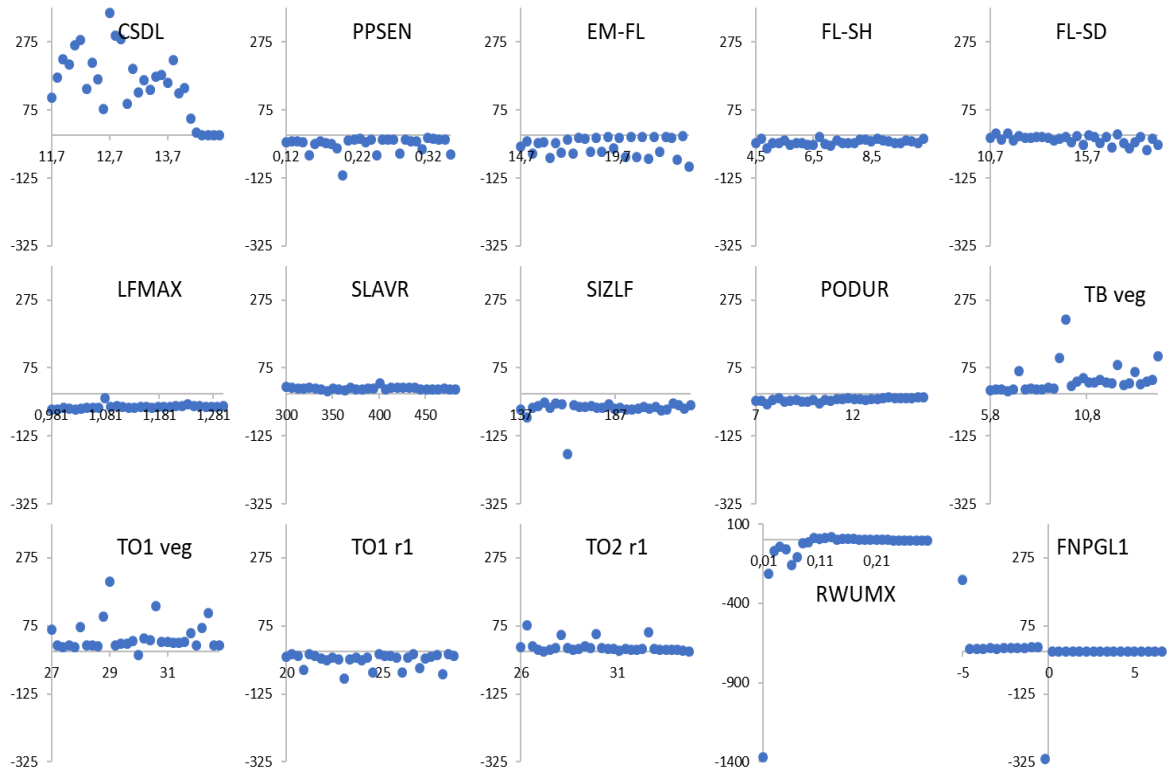 CSDL
275
75
-125
-325
11,7 12,7 13,7
PPSEN
275
75
-125
-325
0,12 0,22 0,32
EM-FL
275
75
-125
-325
14,7 19,7
FL-SH
275
75
-125
-325
4,5 6,5 8,5
FL-SD
275
75
-125
-325
10,7 15,7
LFMAX
275
75
-125
-325
0,981 1,081 1,181 1,281
SLAVR
275
75
-125
-325
300 350 400 450
SIZLF
275
75
-125
-325
137 187
PODUR
275
75
-125
-325
7 12
TB veg
275
75
-125
-325
5,8 10,8
TO1 veg
275
75
-125
-325
27 29 31
TO1 r1
275
75
-125
-325
20 25
TO2 r1
275
75
-125
-325
26 31
100
0,01 0,11 0,21
RWUMX
-400
-900
-1400
FNPGL1
275
75
-5 0 5
-125
-325